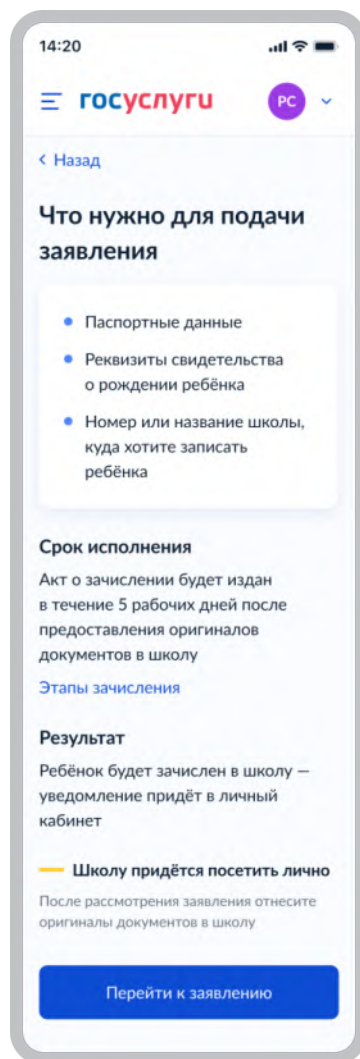 14:20
госуслуги
РС
Назад
Что нужно для подачи
заявления
Паспортные данные
Реквизиты свидетельства
о рождении ребёнка
Номер или название школы,
куда хотите записать
ребёнка
Срок исполнения
Акт о зачислении будет издан
в течение 5 рабочих дней после
предоставления оригиналов
документов в школу
Этапы зачисления
Результат
Ребёнок будет зачислен в школу —
уведомление придёт в личный
кабинет
Школу придётся посетить лично
После рассмотрения заявления отнесите
оригиналы документов в школу
Перейти к заявлению